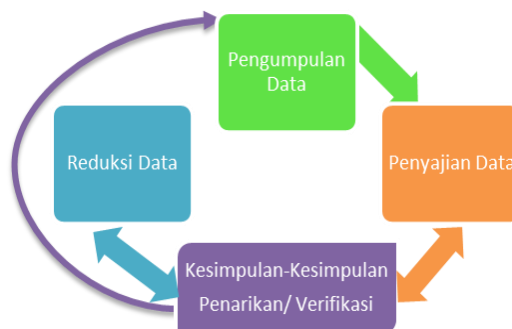 Pengumpulan
Data
Reduksi Data
Penyajian Data
Kesimpulan-Kesimpulan
Penarikan/ Verifikasi